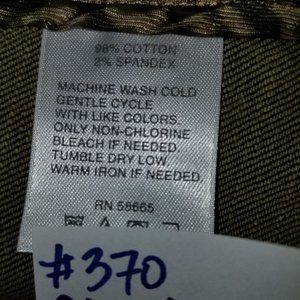 98% COTTON
2% SPANDEX
MACHINE WASH COLD
GENTLE CYCLE
WITH LIKE COLORS.
ONLY NON-CHLORINE
BLEACH IF NEEDED.
TUMBLE DRY LOW.
WARM IRON IF NEEDED.
RN 58665
#370